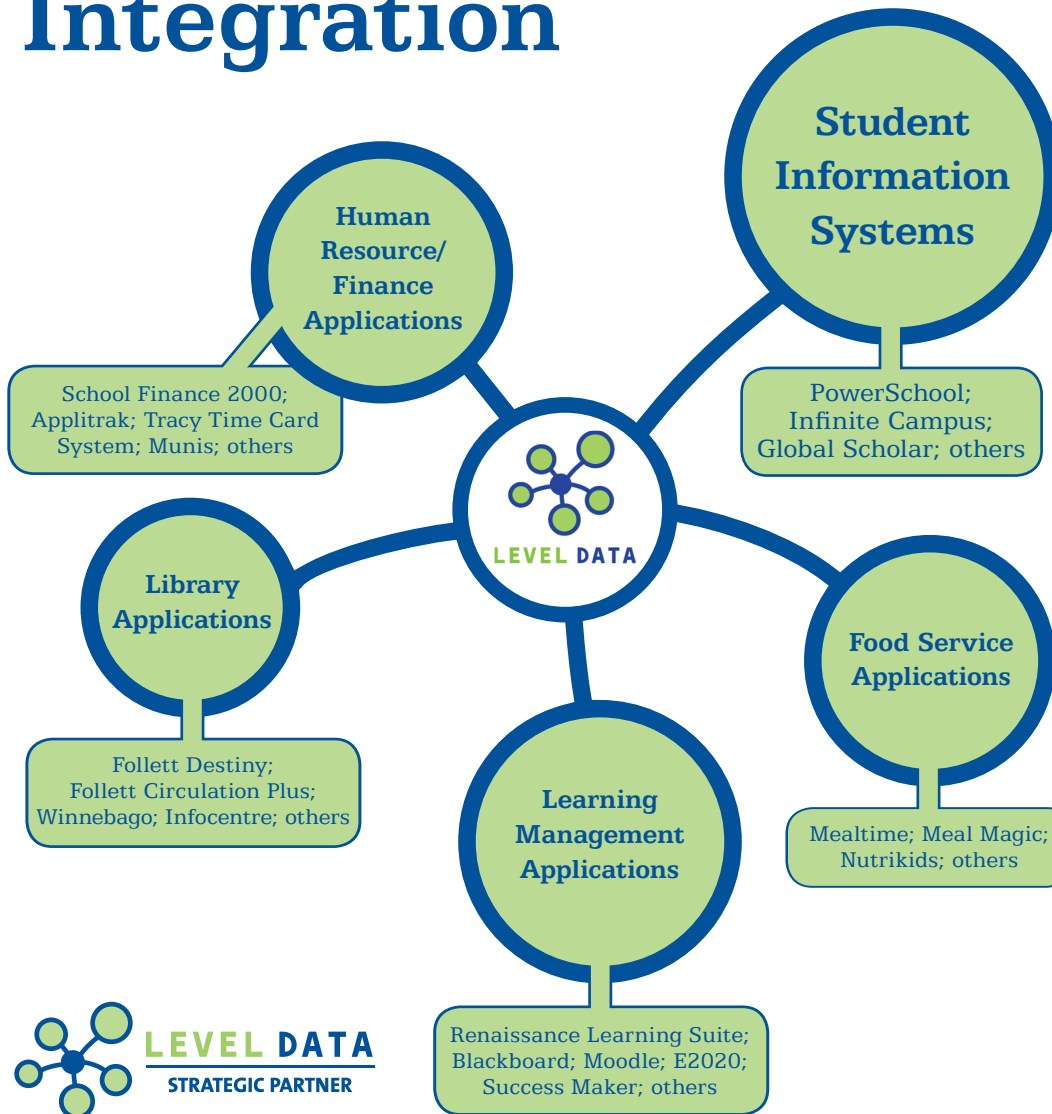 Integration
Student
Information
Systems
PowerSchool;
Infinite Campus;
Global Scholar; others
Human
Resource/
Finance
Applications
School Finance 2000;
Applitrak; Tracy Time Card
System; Munis; others
LEVEL DATA
Library
Applications
Follett Destiny;
Follett Circulation Plus;
Winnebago; Infocentre; others
Food Service
Applications
Mealtime; Meal Magic;
Nutrikids; others
Learning
Management
Applications
Renaissance Learning Suite;
Blackboard; Moodle; E2020;
Success Maker; others
LEVEL DATA
STRATEGIC PARTNER